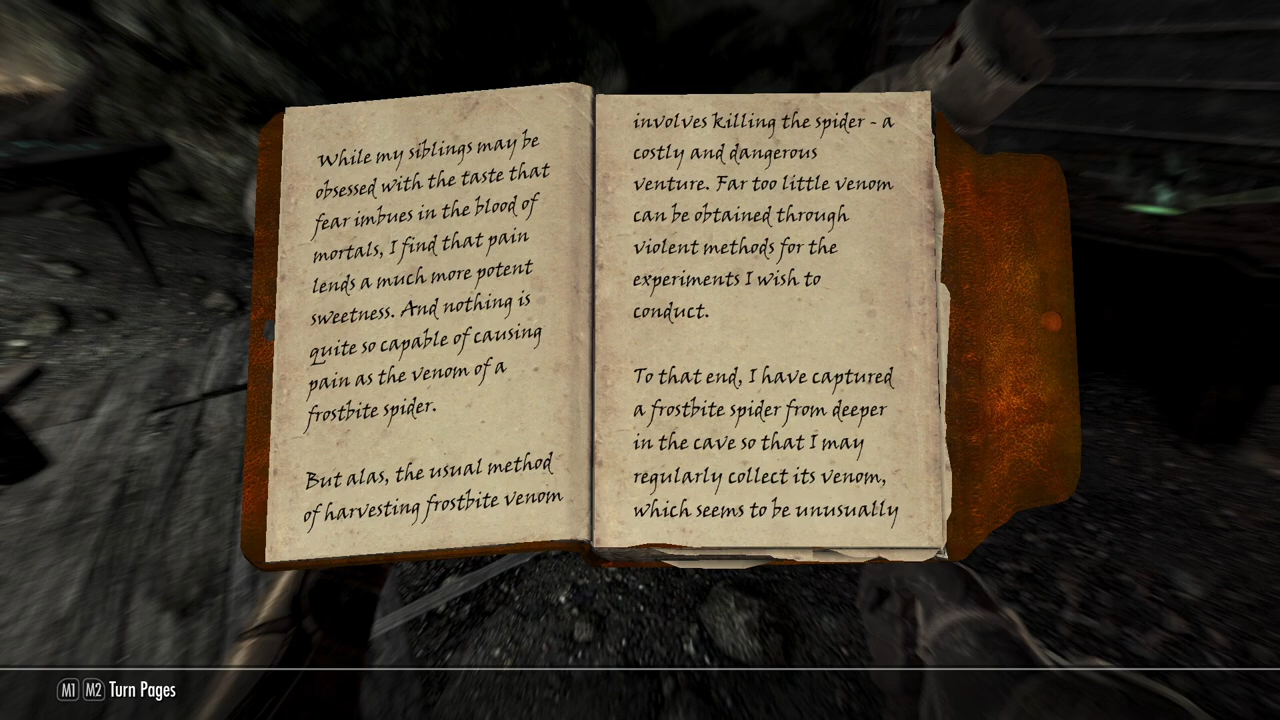 While my siblings may be
obsessed with the taste that
fear imbues in the blood of
mortals, I find that pain
lends a much more potent
sweetness. And nothing is
quite so capable of causing
pain as the venom of a
frostbite spider.
But alas, the usual method
of harvesting frostbite venom
involves killing the spider - a
costly and dangerous
venture. Far too little venom
can be obtained through
violent methods for the
experiments I wish to
conduct.
To that end, I have captured
a frostbite spider from deeper
in the cave so that I may
regularly collect its venom,
which seems to be unusually
M1 M2 Turn Pages